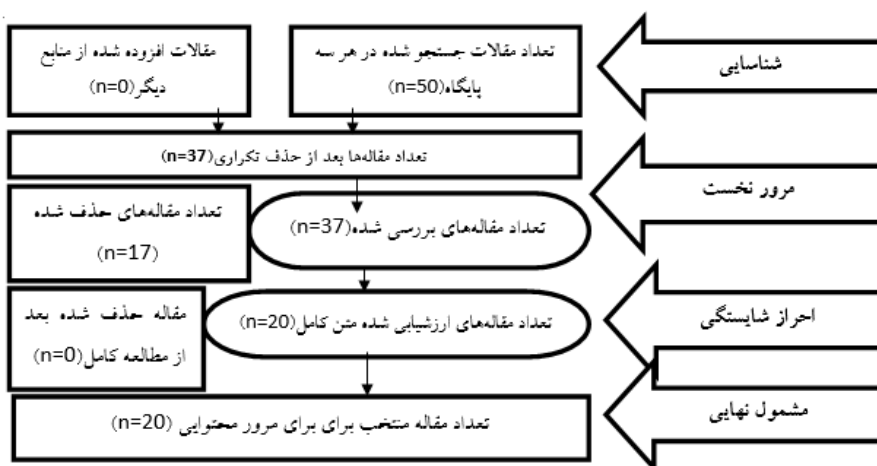 شناسایی
تعداد مقالات جستجو شده در هر سه
پایگاه(n=50)
مقالات افزوده شده از منابع
دیگر(n=0)
تعداد مقاله‌ها بعد از حذف تکراری(n=37)
مرور نخست
تعداد مقاله‌های بررسی شده(n=37)
تعداد مقاله‌های حذف شده
(n=17)
احراز شایستگی
تعداد مقاله‌های ارزشیابی شده متن کامل(n=20)
مقاله حذف شده بعد
از مطالعه کامل(n=0)
مشمول نهایی
تعداد مقاله منتخب برای برای مرور محتوایی (n=20)